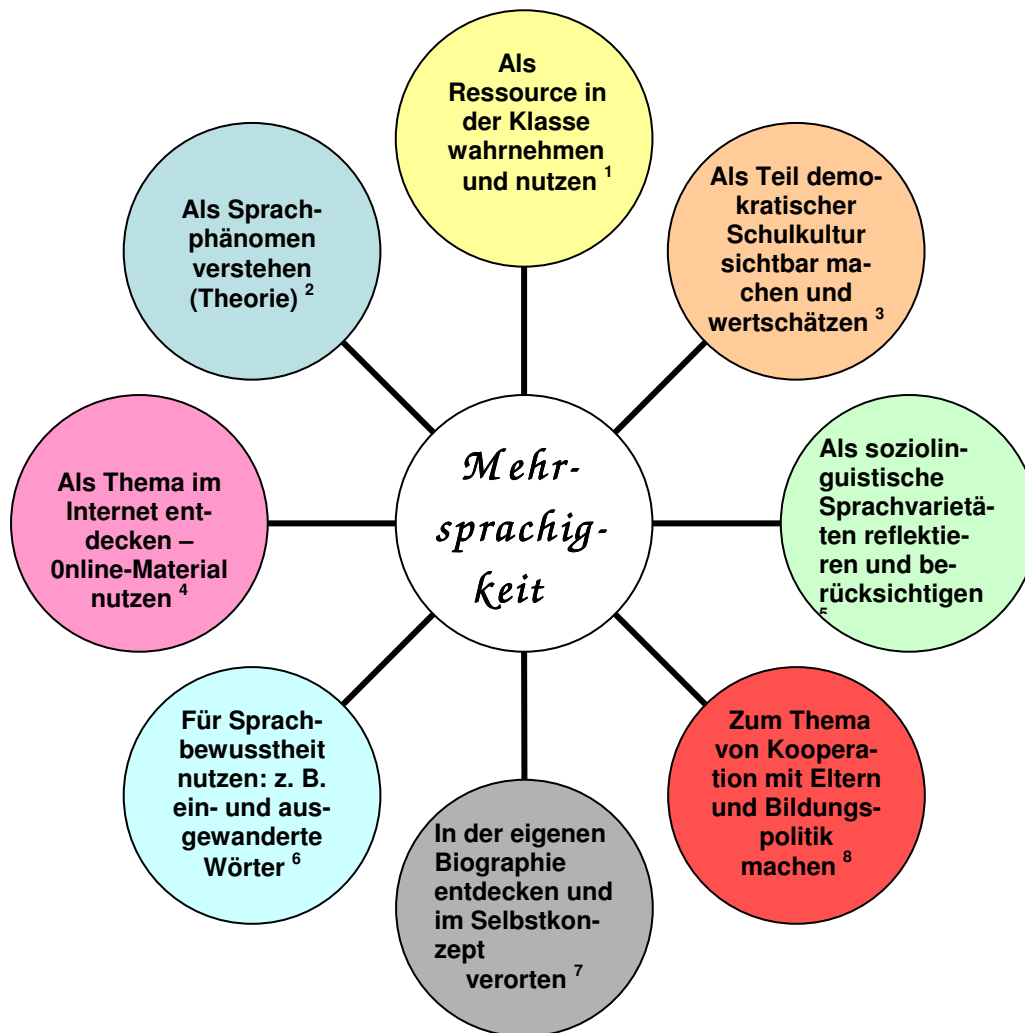 Als
Ressource in
der Klasse
wahrnehmen
und nutzen 1
Als Sprach-
phänomen
verstehen
(Theorie) 2
Als Teil demo-
kratischer
Schulkultur
sichtbar ma-
chen und
wertschätzen 3
Als Thema im
Internet ent-
decken –
0nline-Material
nutzen 4
Mehr-
sprachig-
keit
Als soziolin-
guistische
Sprachvarietä-
ten reflektie-
ren und be-
rücksichtigen
5
Für Sprach-
bewusstheit
nutzen: z. B.
ein- und aus-
gewanderte
Wörter 6
In der eigenen
Biographie
entdecken und
im Selbstkon-
zept
verorten 7
Zum Thema
von Koopera-
tion mit Eltern
und Bildungs-
politik
machen 8